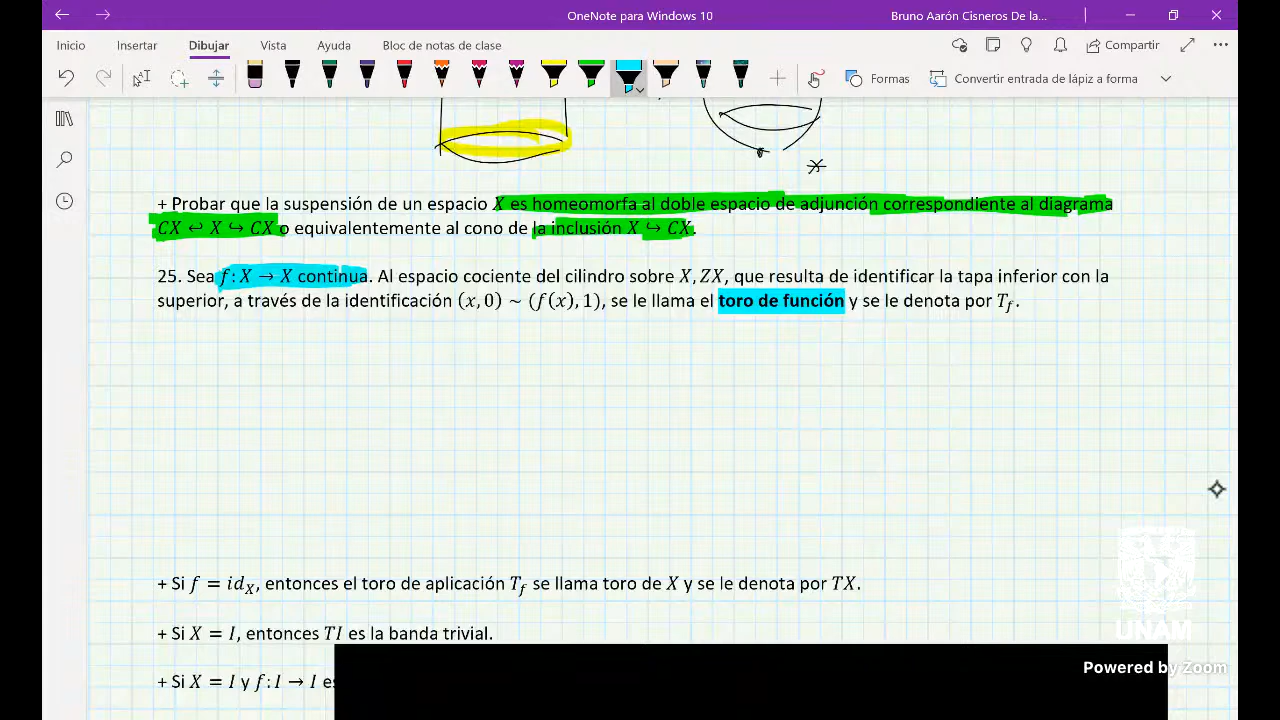 OneNote para Windows 10
Bruno Aarón Cisneros De la...
Inicio Insertar Dibujar Vista Ayuda Bloc de notas de clase
Compartir
Formas
Convertir entrada de lápiz a forma
+ Probar que la suspensión de un espacio X es homeomorfa al doble espacio de adjunción correspondiente al diagrama
CX ↩ X ↪ CX o equivalentemente al cono de la inclusión X ↪ CX.
25. Sea f: X → X continua. Al espacio cociente del cilindro sobre X, ZX, que resulta de identificar la tapa inferior con la
superior, a través de la identificación (x, 0) ~ (f(x), 1), se le llama el toro de función y se le denota por T_f.
+ Si f = id_X, entonces el toro de aplicación T_f se llama toro de X y se le denota por TX.
+ Si X = I, entonces TI es la banda trivial.
+ Si X = I y f: I → I es
UNAM
Powered by Zoom